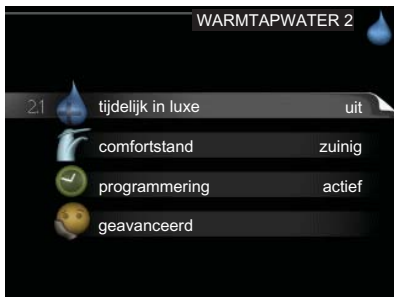 WARMTAPWATER 2
2.1 tijdelijk in luxe uit
comfortstand zuinig
programmering actief
geavanceerd